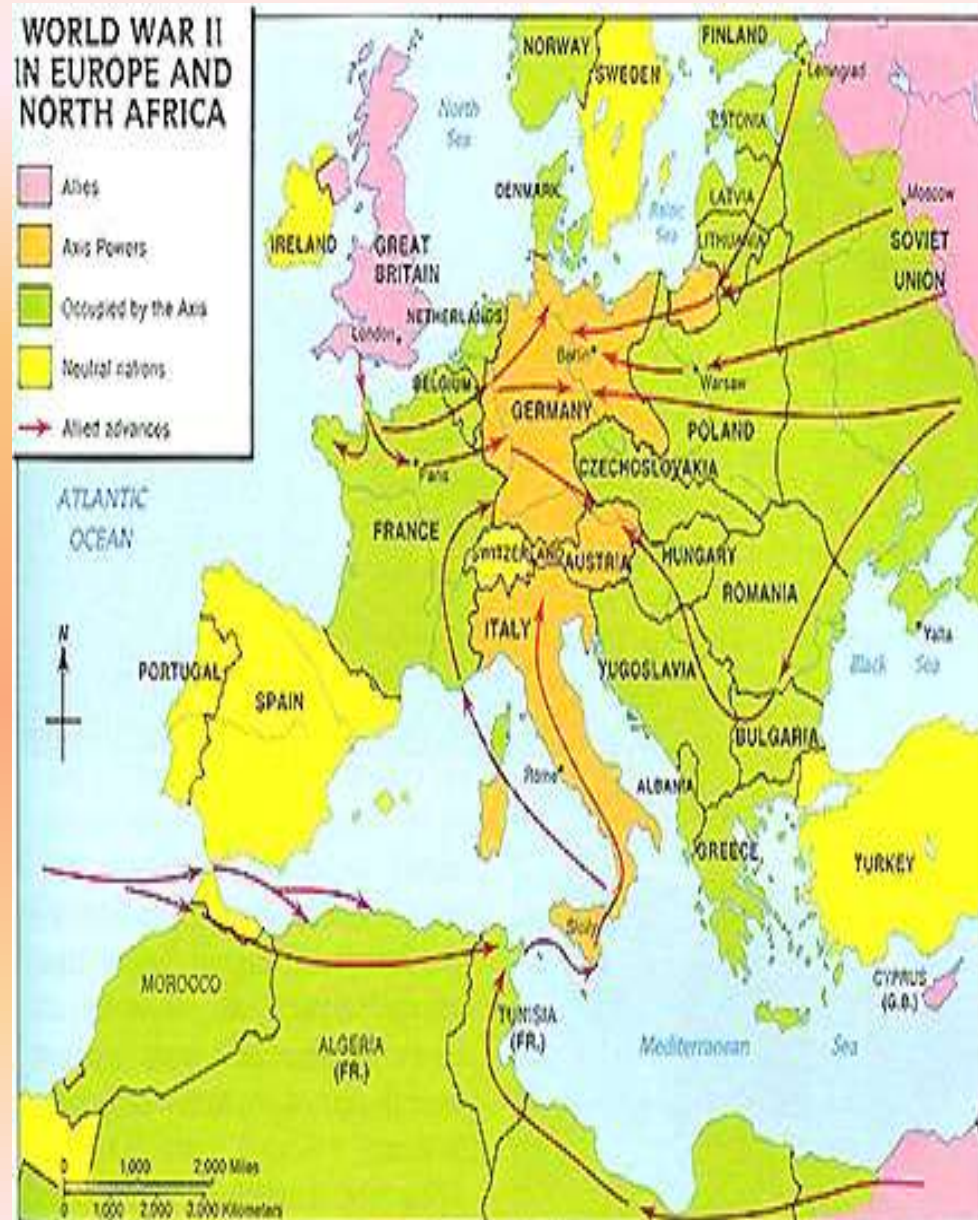 WORLD WAR II
IN EUROPE AND
NORTH AFRICA
Allies
Axis Powers
Occupied by the Axis
Neutral nations
Allied advances
NORWAY
SWEDEN
FINLAND
Leningrad
North
Sea
ESTONIA
DENMARK
LATVIA
Baltic
Sea
LITHUANIA
Moscow
SOVIET
UNION
IRELAND
GREAT
BRITAIN
London
NETHERLANDS
Berlin
Warsaw
BELGIUM
GERMANY
POLAND
Paris
CZECHOSLOVAKIA
ATLANTIC
OCEAN
FRANCE
SWITZERLAND
AUSTRIA
HUNGARY
ROMANIA
N
ITALY
Yalta
Black Sea
PORTUGAL
SPAIN
YUGOSLAVIA
BULGARIA
Rome
ALBANIA
GREECE
TURKEY
Sicily
MOROCCO
CYPRUS
(G.B.)
ALGERIA
(FR.)
TUNISIA
(FR.)
Mediterranean Sea
0 1,000 2,000 Miles
0 1,000 2,000 3,000 Kilometers